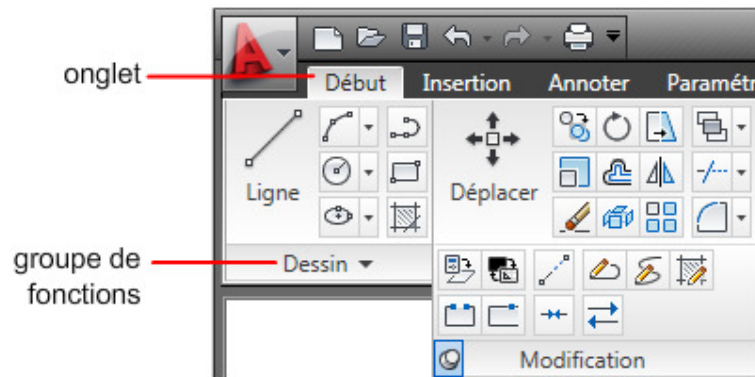 onglet
Début Insertion Annoter Paramétr
Ligne
Déplacer
groupe de
fonctions
Dessin
Modification